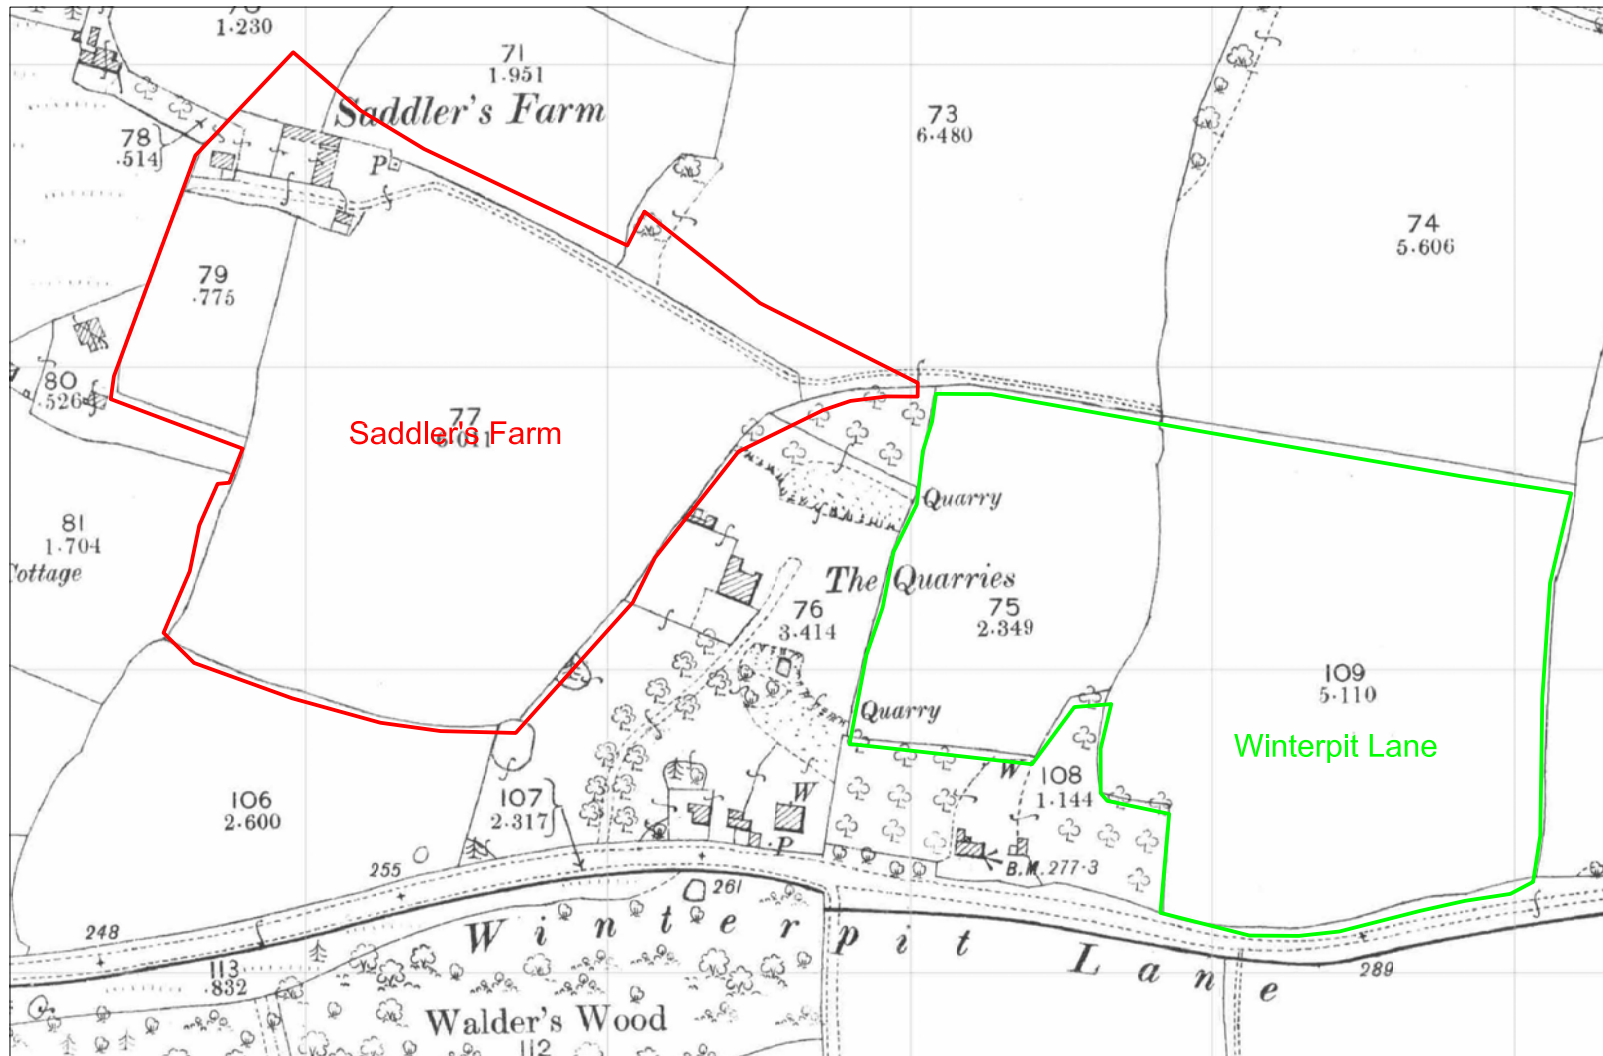 1·230
71
1·951
Saddler's Farm
73
6.480
78
.514
P
74
5.606
79
·775
80
.526
77
6·011
Saddler's Farm
81
1.704
Quarry
The Quarries
75
2.349
76
3.414
109
5.110
Quarry
Winterpit Lane
W
108
1.144
106
2.600
107
2.317
W
P
B.M. 277·3
255
261
248
Winterpit Lane
289
113
.832
Walder's Wood
112